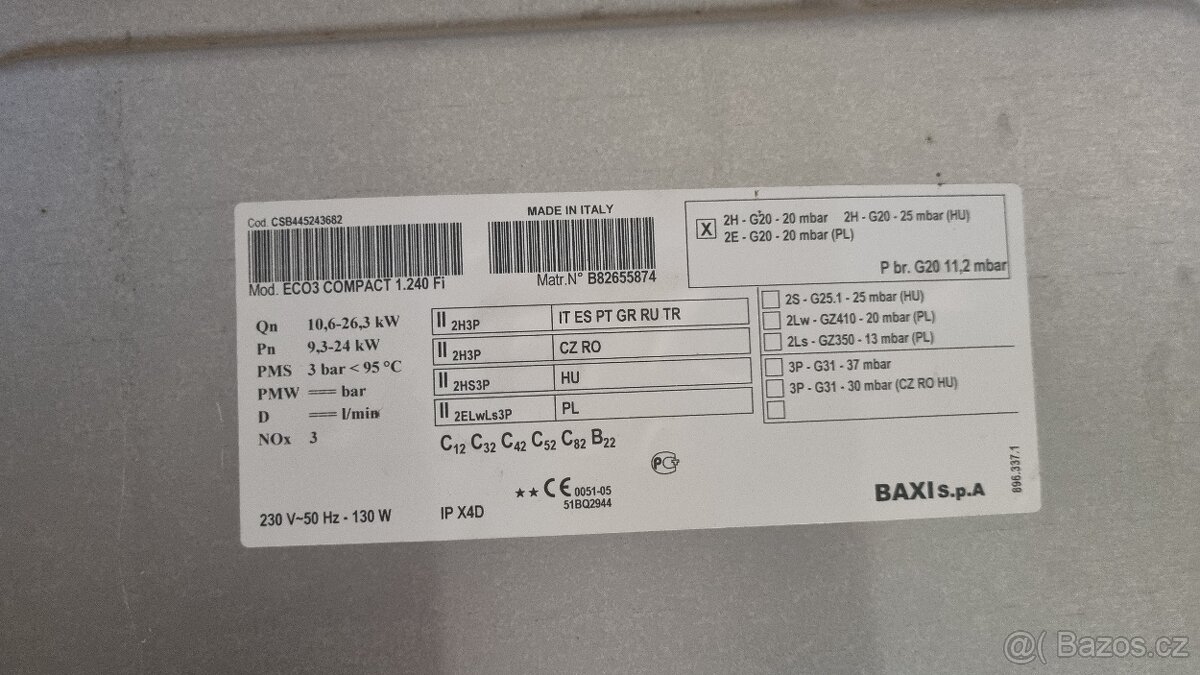 Cod. CSB445243682
MADE IN ITALY
Mod. ECO3 COMPACT 1.240 Fi
Matr.N° B82655874
X 2H - G20 - 20 mbar 2H - G20 - 25 mbar (HU)
2E - G20 - 20 mbar (PL)
P br. G20 11,2 mbar
Qn 10,6-26,3 kW
Pn 9,3-24 kW
PMS 3 bar < 95 °C
PMW === bar
D === l/min
NOx 3
II 2H3P IT ES PT GR RU TR
II 2H3P CZ RO
II 2HS3P HU
II 2ELwLs3P PL
2S - G25.1 - 25 mbar (HU)
2Lw - GZ410 - 20 mbar (PL)
2Ls - GZ350 - 13 mbar (PL)
3P - G31 - 37 mbar
3P - G31 - 30 mbar (CZ RO HU)
C12 C32 C42 C52 C82 B22
★★ CE 0051-05
51BQ2944
230 V~50 Hz - 130 W
IP X4D
BAXI S.p.A
896.337.1
@( Bazos.cz